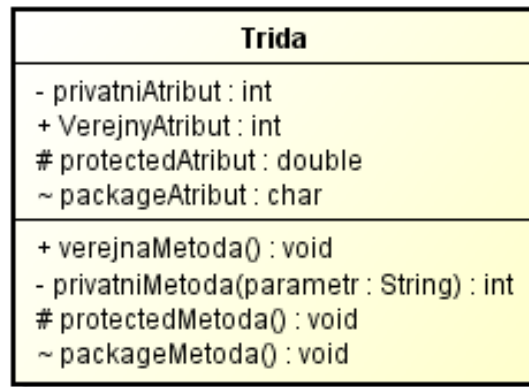 Trida
- privatniAtribut : int
+ VerejnyAtribut : int
# protectedAtribut : double
~ packageAtribut : char
+ verejnaMetoda() : void
- privatniMetoda(parametr : String) : int
# protectedMetoda() : void
~ packageMetoda() : void